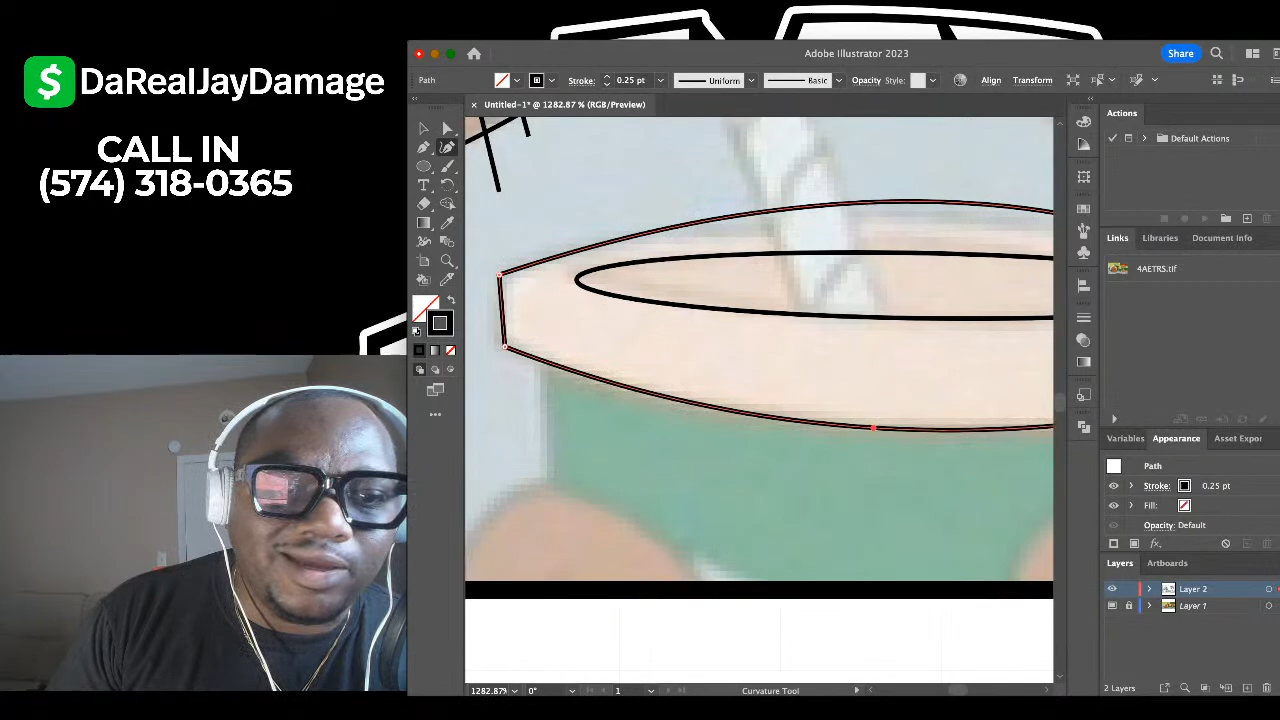 $ DaRealJayDamage
CALL IN
(574) 318-0365
Adobe Illustrator 2023
Share
Path
Stroke:
0.25 pt
Uniform
Basic
Opacity
Style:
Align
Transform
× Untitled-1* @ 1282.87 % (RGB/Preview)
Actions
Default Actions
Links
Libraries
Document Info
4AETRS.tif
Variables
Appearance
Asset Expor
Path
Stroke:
0.25 pt
Fill:
Opacity: Default
fx
Layers
Artboards
Layer 2
Layer 1
1282.87%
0°
1
Curvature Tool
2 Layers